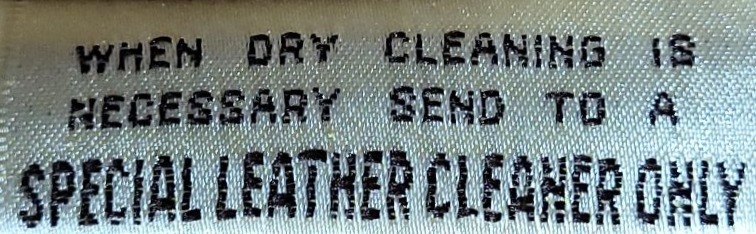 WHEN DRY CLEANING IS
NECESSARY SEND TO A
SPECIAL LEATHER CLEANER ONLY